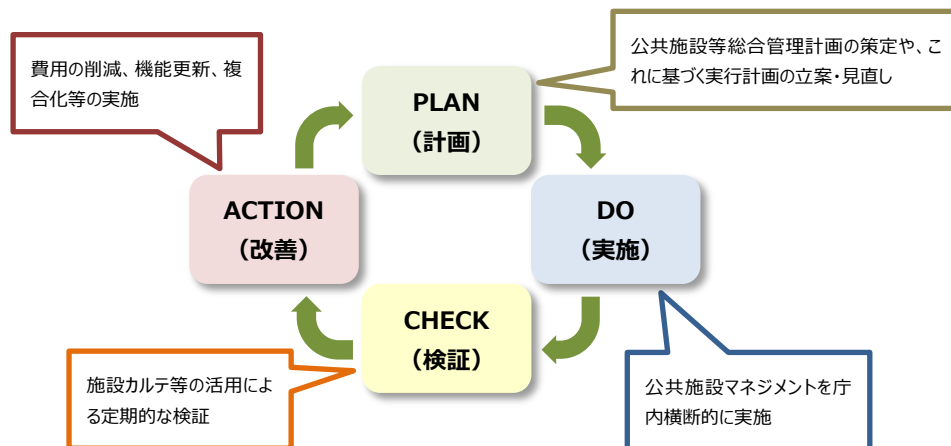 費用の削減、機能更新、複
合化等の実施
公共施設等総合管理計画の策定や、こ
れに基づく実行計画の立案・見直し
PLAN
（計画）
ACTION
（改善）
DO
（実施）
CHECK
（検証）
施設カルテ等の活用によ
る定期的な検証
公共施設マネジメントを庁
内横断的に実施